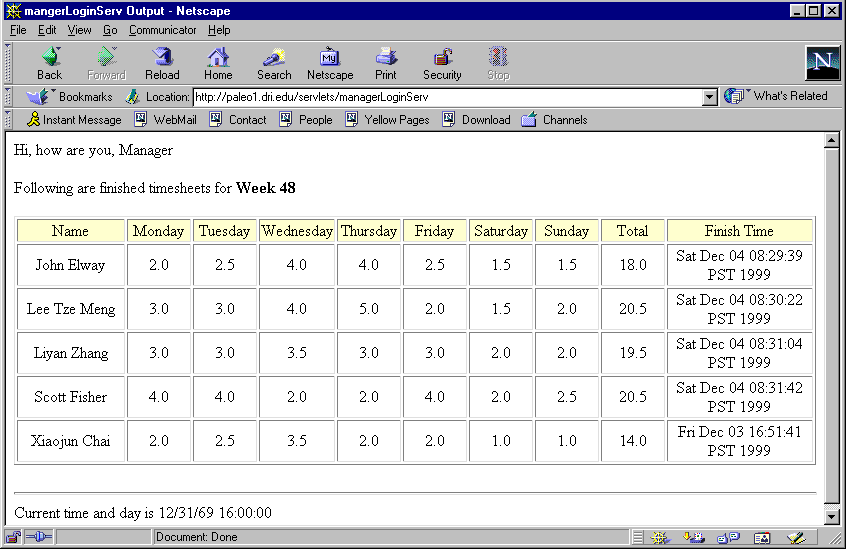 mangerLoginServ Output - Netscape
File Edit View Go Communicator Help
Back Forward Reload Home Search Netscape Print Security Stop
My
N
Bookmarks Location: http://paleo1.dri.edu/servlets/managerLoginServ What's Related
Instant Message WebMail Contact People Yellow Pages Download Channels
Hi, how are you, Manager
Following are finished timesheets for Week 48
Name Monday Tuesday Wednesday Thursday Friday Saturday Sunday Total Finish Time
John Elway 2.0 2.5 4.0 4.0 2.5 1.5 1.5 18.0 Sat Dec 04 08:29:39
PST 1999
Lee Tze Meng 3.0 3.0 4.0 5.0 2.0 1.5 2.0 20.5 Sat Dec 04 08:30:22
PST 1999
Liyan Zhang 3.0 3.0 3.5 3.0 3.0 2.0 2.0 19.5 Sat Dec 04 08:31:04
PST 1999
Scott Fisher 4.0 4.0 2.0 2.0 4.0 2.0 2.5 20.5 Sat Dec 04 08:31:42
PST 1999
Xiaojun Chai 2.0 2.5 3.5 2.0 2.0 1.0 1.0 14.0 Fri Dec 03 16:51:41
PST 1999
Current time and day is 12/31/69 16:00:00
Document: Done